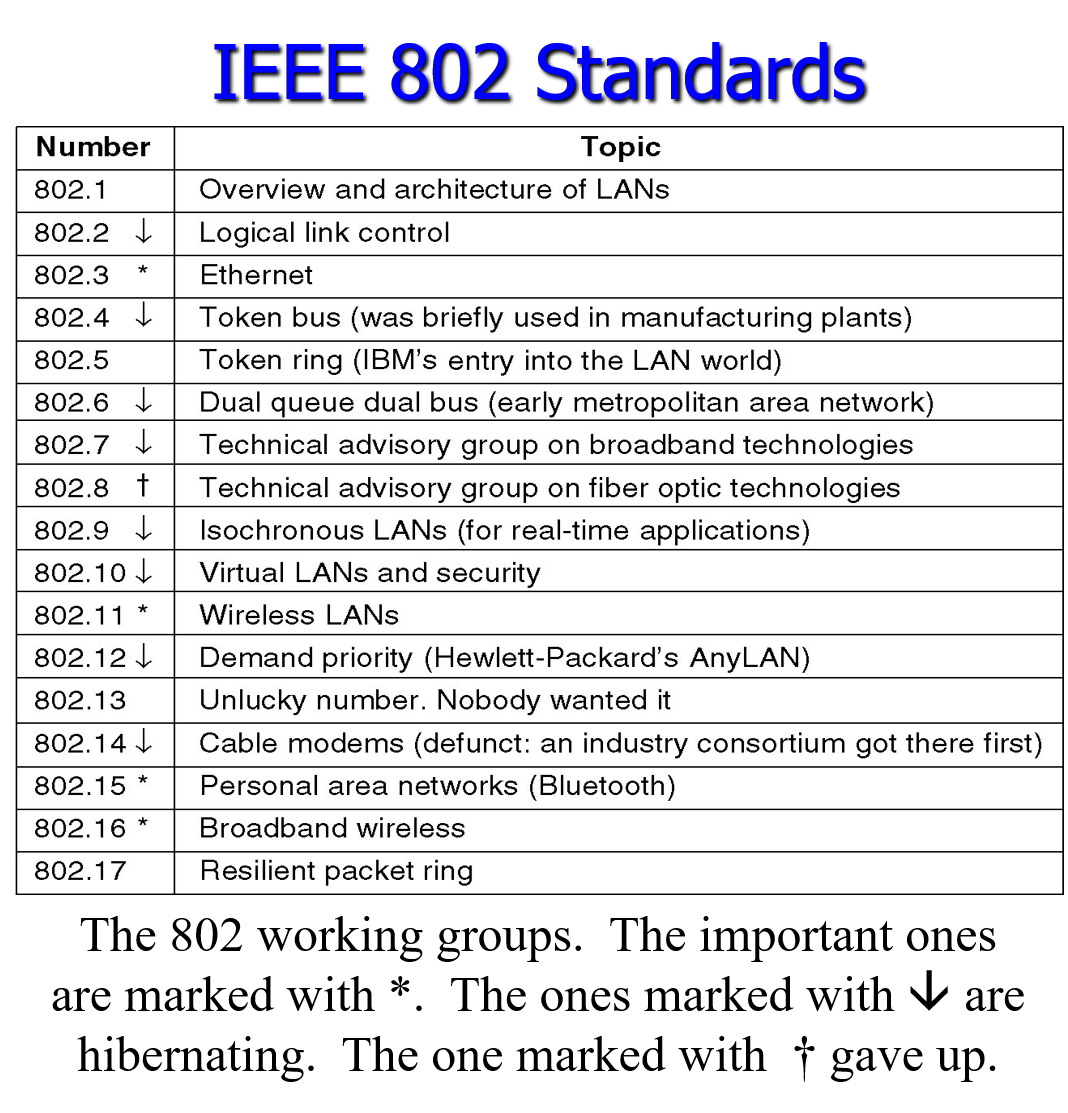 IEEE 802 Standards
Number Topic
802.1 Overview and architecture of LANs
802.2 ↓ Logical link control
802.3 * Ethernet
802.4 ↓ Token bus (was briefly used in manufacturing plants)
802.5 Token ring (IBM's entry into the LAN world)
802.6 ↓ Dual queue dual bus (early metropolitan area network)
802.7 ↓ Technical advisory group on broadband technologies
802.8 † Technical advisory group on fiber optic technologies
802.9 ↓ Isochronous LANs (for real-time applications)
802.10 ↓ Virtual LANs and security
802.11 * Wireless LANs
802.12 ↓ Demand priority (Hewlett-Packard's AnyLAN)
802.13 Unlucky number. Nobody wanted it
802.14 ↓ Cable modems (defunct: an industry consortium got there first)
802.15 * Personal area networks (Bluetooth)
802.16 * Broadband wireless
802.17 Resilient packet ring
The 802 working groups. The important ones
are marked with *. The ones marked with ↓ are
hibernating. The one marked with † gave up.